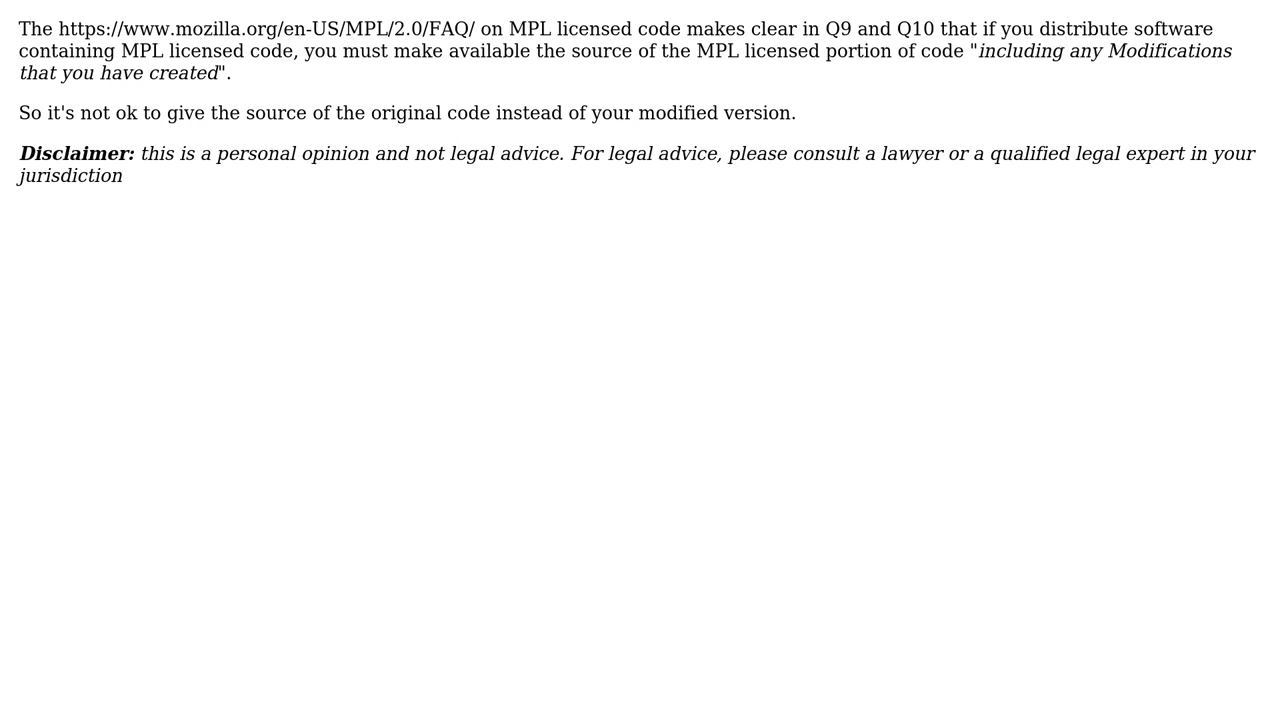 The https://www.mozilla.org/en-US/MPL/2.0/FAQ/ on MPL licensed code makes clear in Q9 and Q10 that if you distribute software
containing MPL licensed code, you must make available the source of the MPL licensed portion of code "including any Modifications
that you have created".
So it's not ok to give the source of the original code instead of your modified version.
Disclaimer: this is a personal opinion and not legal advice. For legal advice, please consult a lawyer or a qualified legal expert in your
jurisdiction